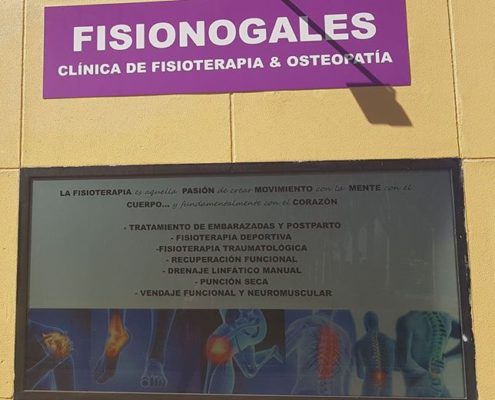 FISIONOGALES
CLÍNICA DE FISIOTERAPIA & OSTEOPATÍA
LA FISIOTERAPIA es aquella PASIÓN de crear MOVIMIENTO con la MENTE con el
CUERPO... y fundamentalmente con el CORAZÓN
- TRATAMIENTO DE EMBARAZADAS Y POSTPARTO
- FISIOTERAPIA DEPORTIVA
-FISIOTERAPIA TRAUMATOLÓGICA
- RECUPERACIÓN FUNCIONAL
- DRENAJE LINFÁTICO MANUAL
- PUNCIÓN SECA
- VENDAJE FUNCIONAL Y NEUROMUSCULAR